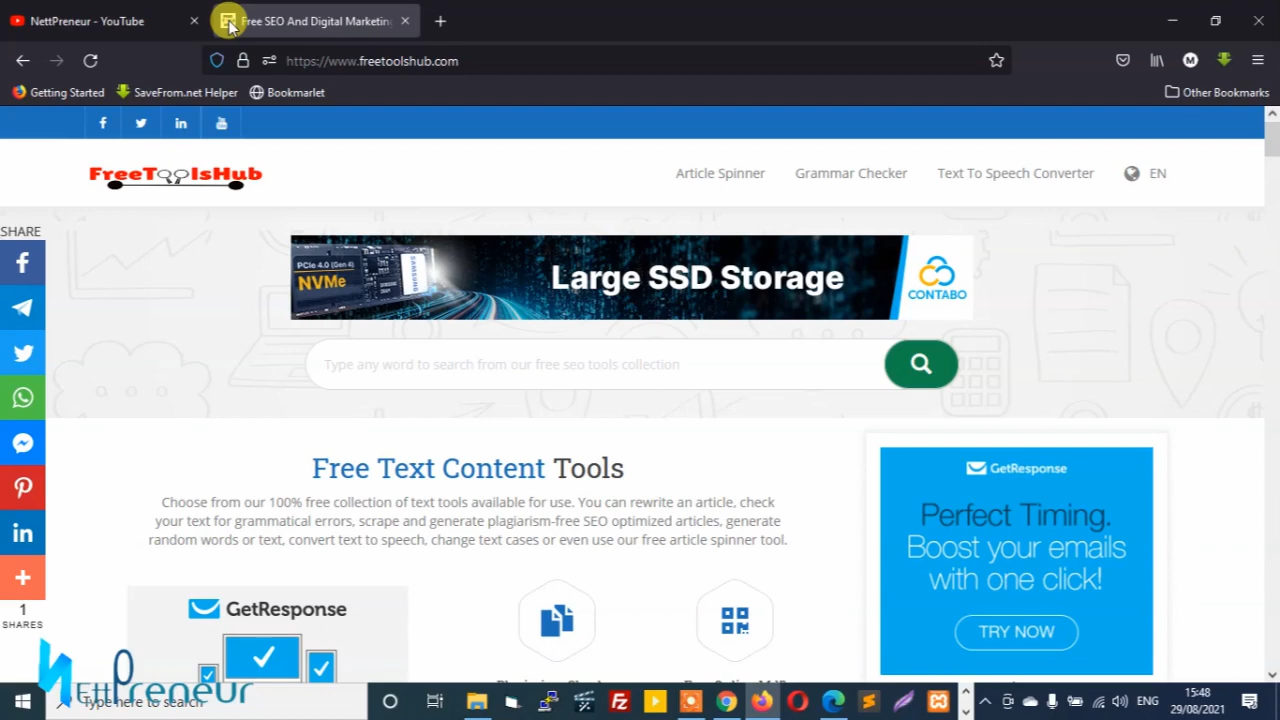 NettPreneur - YouTube
Free SEO And Digital Marketin
https://www.freetoolshub.com
Getting Started
SaveFrom.net Helper
Bookmarklet
Other Bookmarks
FreeToolsHub
Article Spinner
Grammar Checker
Text To Speech Converter
EN
SHARE
PCIe 4.0 (Gen 4)
NVMe
SAMSUNG
Large SSD Storage
CONTABO
Type any word to search from our free seo tools collection
Free Text Content Tools
Choose from our 100% free collection of text tools available for use. You can rewrite an article, check
your text for grammatical errors, scrape and generate plagiarism-free SEO optimized articles, generate
random words or text, convert text to speech, change text cases or even use our free article spinner tool.
GetResponse
Perfect Timing.
Boost your emails
with one click!
TRY NOW
GetResponse
1
SHARES
NettPreneur
Type here to search
ENG
15:48
29/08/2021